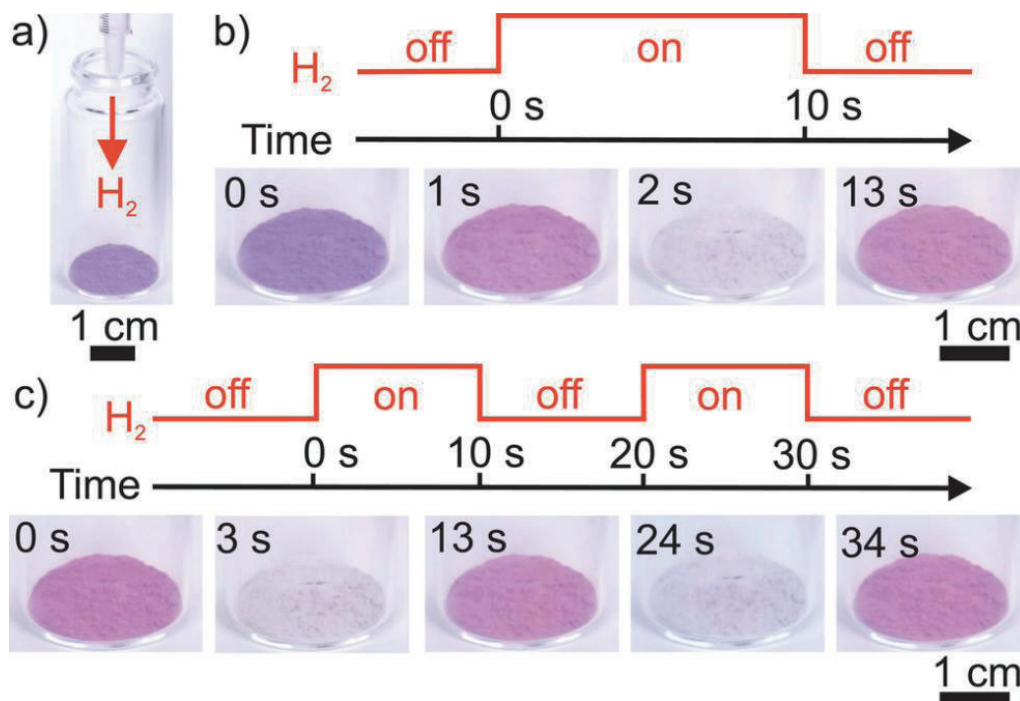 a)
H2
1 cm
b)
off on off
H2
0 s 10 s
Time
0 s 1 s 2 s 13 s
1 cm
c)
off on off on off
H2
0 s 10 s 20 s 30 s
Time
0 s 3 s 13 s 24 s 34 s
1 cm